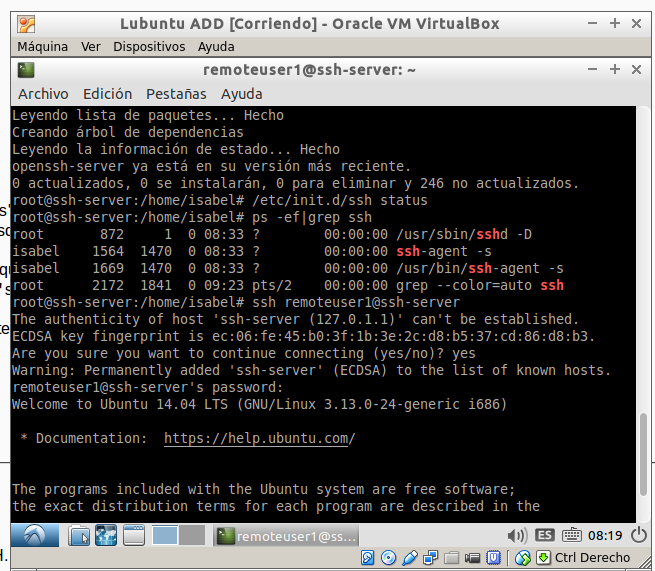 Lubuntu ADD [Corriendo] - Oracle VM VirtualBox
Máquina Ver Dispositivos Ayuda
remoteuser1@ssh-server: ~
Archivo Edición Pestañas Ayuda
Leyendo lista de paquetes... Hecho
Creando árbol de dependencias
Leyendo la información de estado... Hecho
openssh-server ya está en su versión más reciente.
0 actualizados, 0 se instalarán, 0 para eliminar y 246 no actualizados.
root@ssh-server:/home/isabel# /etc/init.d/ssh status
root@ssh-server:/home/isabel# ps -ef|grep ssh
root       872     1  0 08:33 ?        00:00:00 /usr/sbin/sshd -D
isabel    1564  1470  0 08:33 ?        00:00:00 ssh-agent -s
isabel    1669  1470  0 08:33 ?        00:00:00 /usr/bin/ssh-agent -s
root      2172  1841  0 09:23 pts/2    00:00:00 grep --color=auto ssh
root@ssh-server:/home/isabel# ssh remoteuser1@ssh-server
The authenticity of host 'ssh-server (127.0.1.1)' can't be established.
ECDSA key fingerprint is ec:06:fe:45:b0:3f:1b:3e:2c:d8:b5:37:cd:86:d8:b3.
Are you sure you want to continue connecting (yes/no)? yes
Warning: Permanently added 'ssh-server' (ECDSA) to the list of known hosts.
remoteuser1@ssh-server's password:
Welcome to Ubuntu 14.04 LTS (GNU/Linux 3.13.0-24-generic i686)
* Documentation:  https://help.ubuntu.com/
The programs included with the Ubuntu system are free software;
the exact distribution terms for each program are described in the
remoteuser1@ss... ES 08:19
Ctrl Derecho